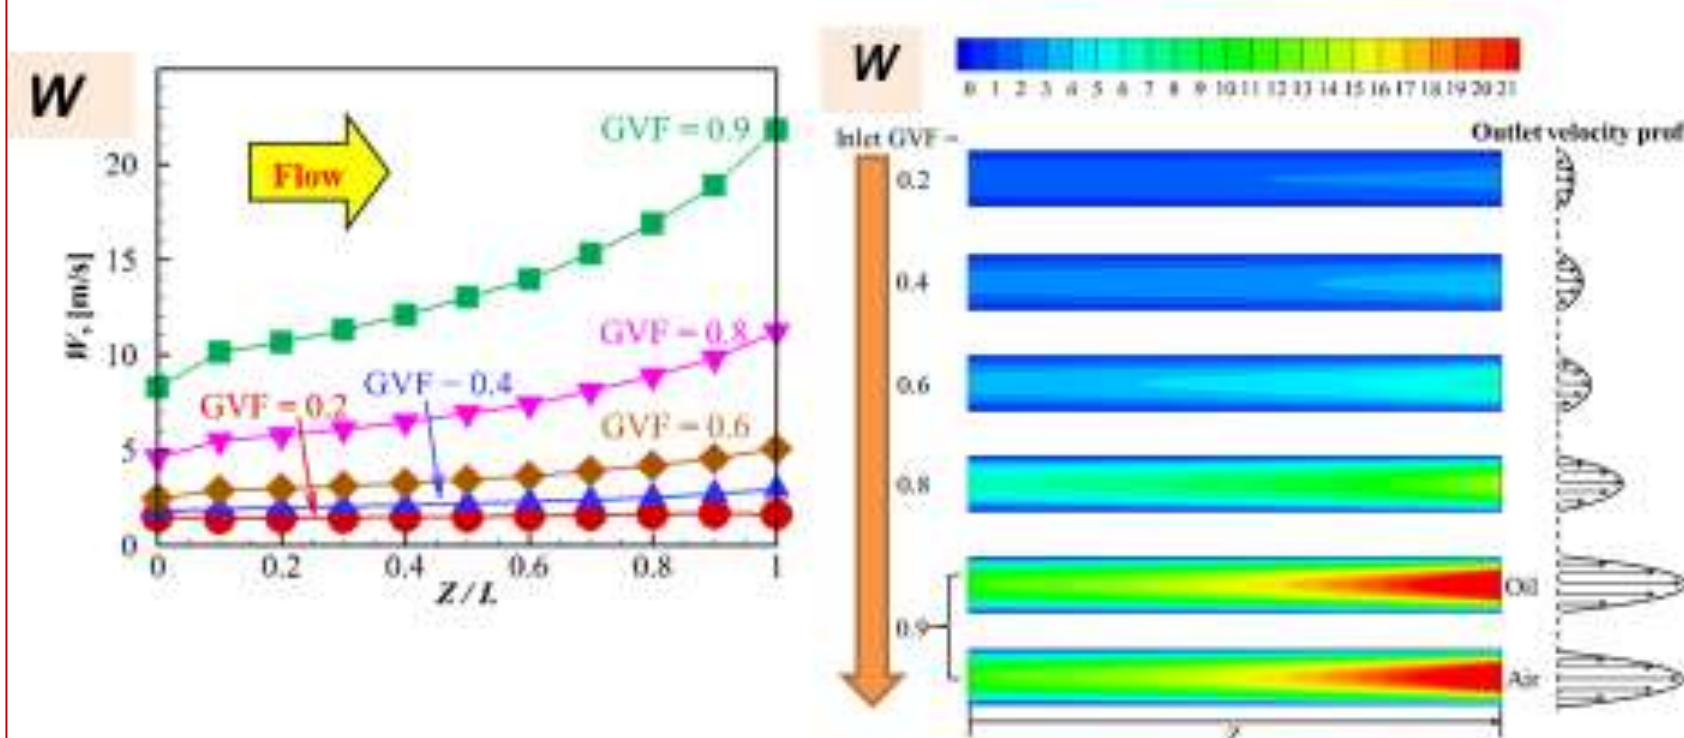 W
W
0 1 2 3 4 5 6 7 8 9 10 11 12 13 14 15 16 17 18 19 20 21
Inlet GVF =
Outlet velocity prof
0.2
0.4
0.6
0.8
0.9
Oil
Air
Z
W, [m/s]
20
15
10
5
0
Flow
GVF = 0.9
GVF = 0.8
GVF = 0.4
GVF = 0.2
GVF = 0.6
0 0.2 0.4 0.6 0.8 1
Z / L